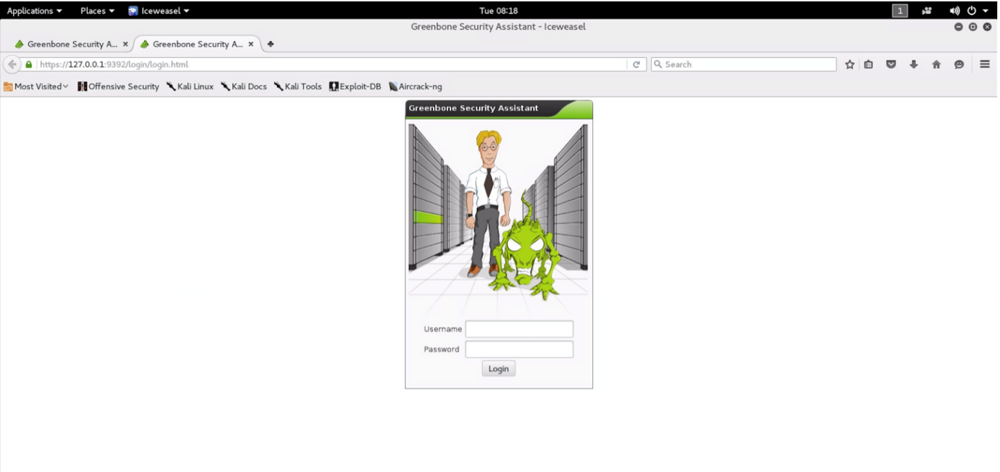 Applications Places Iceweasel Tue 08:18 1
Greenbone Security Assistant - Iceweasel
Greenbone Security A... Greenbone Security A...
https://127.0.0.1:9392/login/login.html Search
Most Visited Offensive Security Kali Linux Kali Docs Kali Tools Exploit-DB Aircrack-ng
Greenbone Security Assistant
Username
Password
Login